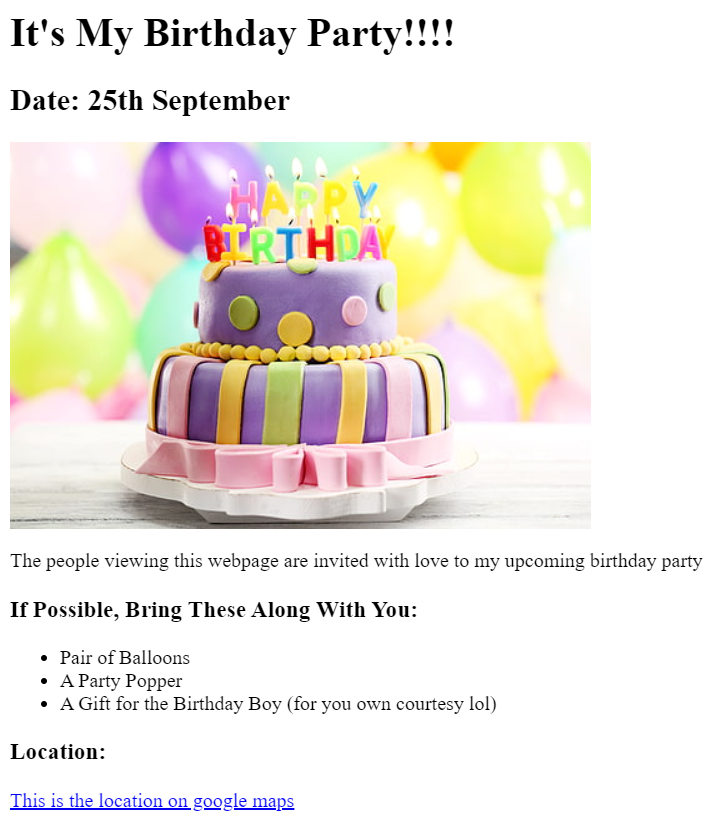 It's My Birthday Party!!!!
Date: 25th September
HAPPY
BIRTHDAY
The people viewing this webpage are invited with love to my upcoming birthday party
If Possible, Bring These Along With You:
Pair of Balloons
A Party Popper
A Gift for the Birthday Boy (for you own courtesy lol)
Location:
This is the location on google maps